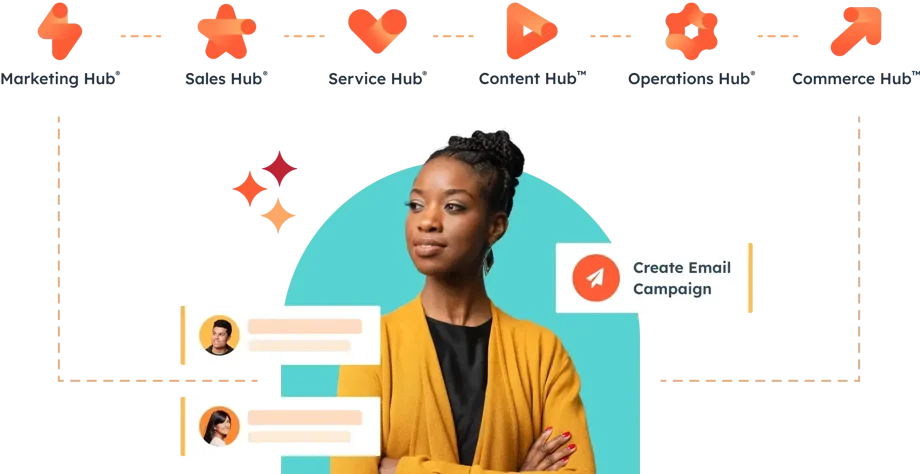 Marketing Hub® Sales Hub® Service Hub® Content Hub™ Operations Hub® Commerce Hub™
Create Email
Campaign